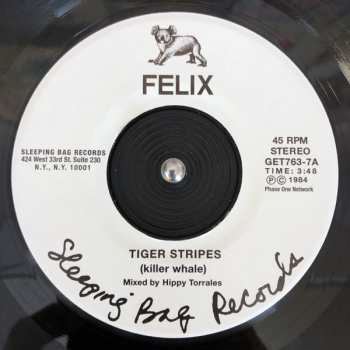 FELIX
SLEEPING BAG RECORDS
424 West 33rd St. Suite 230
N.Y., N.Y. 10001
45 RPM
STEREO
GET763-7A
TIME: 3:48
Ⓟ © 1984
Phase One Network
TIGER STRIPES
(killer whale)
Mixed by Hippy Torrales
Sleeping Bag Records